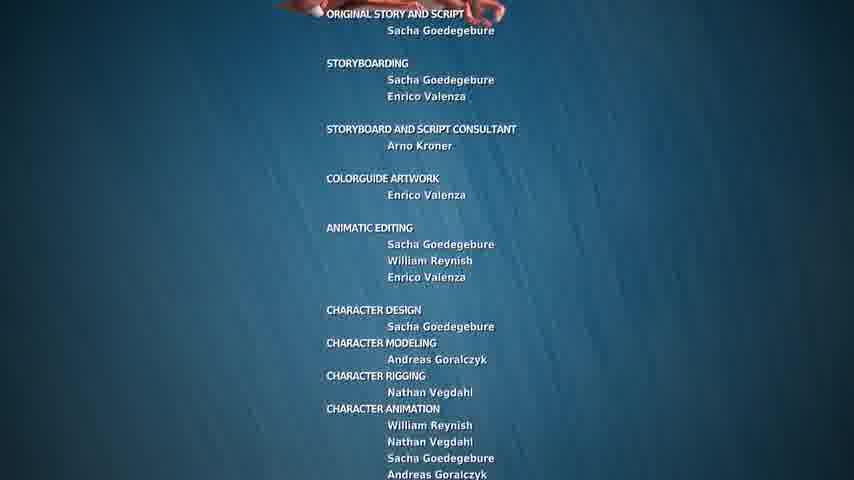 ORIGINAL STORY AND SCRIPT
Sacha Goedegebure
STORYBOARDING
Sacha Goedegebure
Enrico Valenza
STORYBOARD AND SCRIPT CONSULTANT
Arno Kroner
COLORGUIDE ARTWORK
Enrico Valenza
ANIMATIC EDITING
Sacha Goedegebure
William Reynish
Enrico Valenza
CHARACTER DESIGN
Sacha Goedegebure
CHARACTER MODELING
Andreas Goralczyk
CHARACTER RIGGING
Nathan Vegdahl
CHARACTER ANIMATION
William Reynish
Nathan Vegdahl
Sacha Goedegebure
Andreas Goralczyk